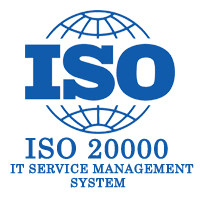 ISO
ISO 20000
IT SERVICE MANAGEMENT
SYSTEM